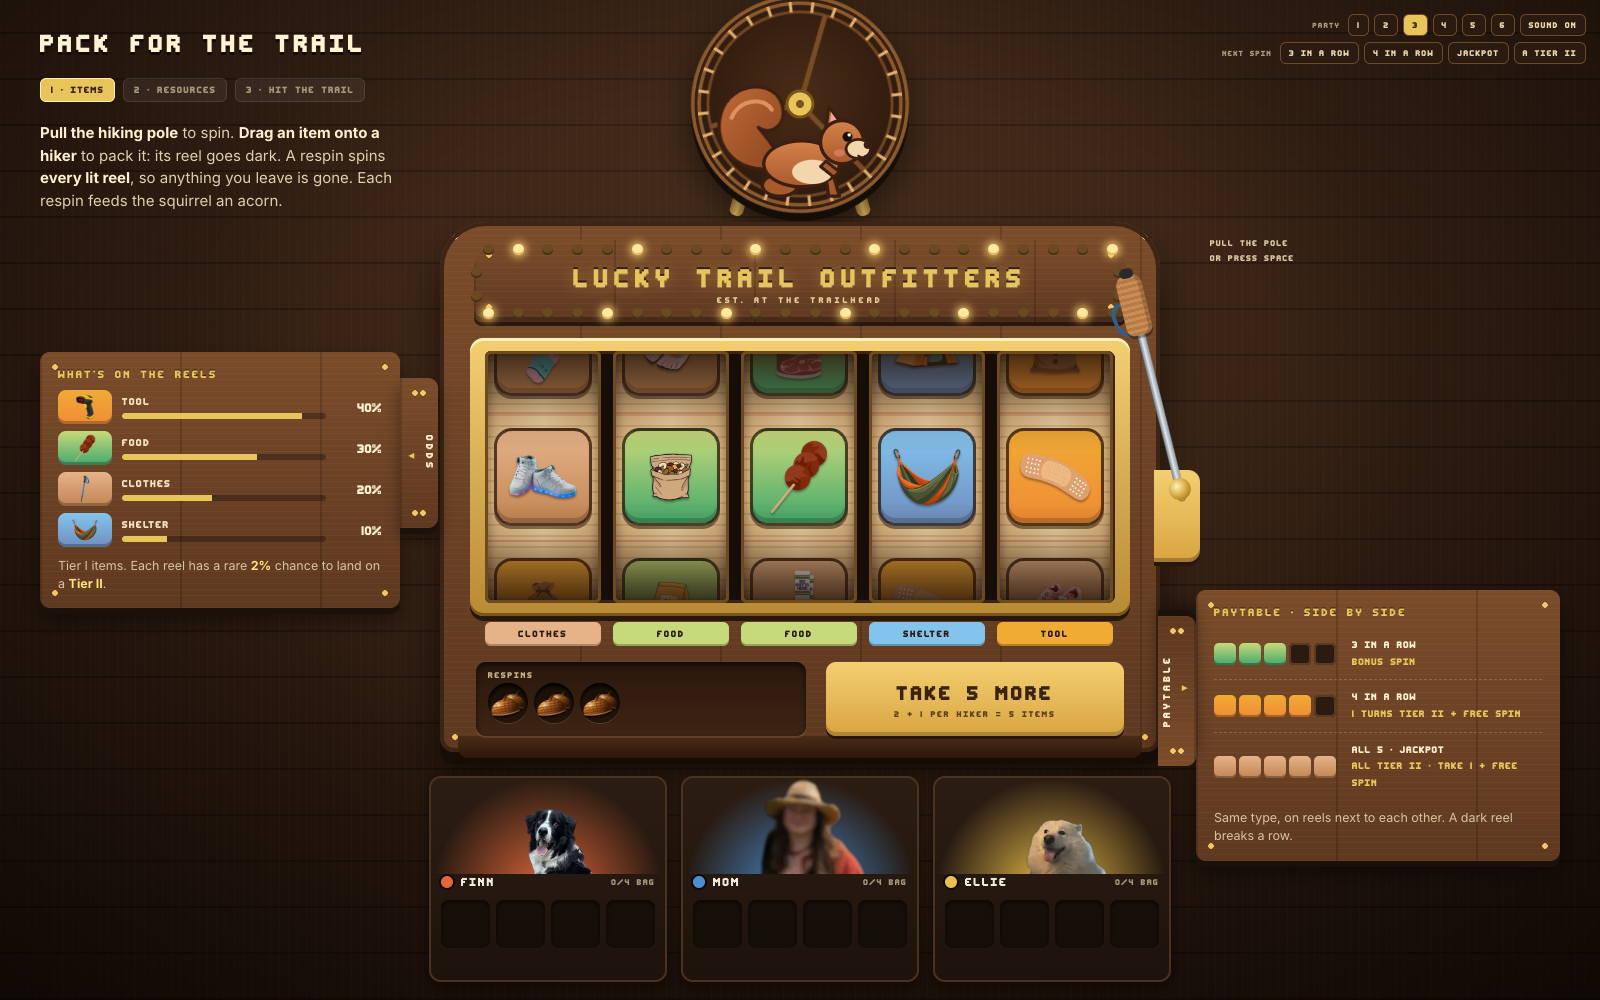 PACK FOR THE TRAIL
1 · ITEMS
2 · RESOURCES
3 · HIT THE TRAIL
Pull the hiking pole to spin. Drag an item onto a
hiker to pack it: its reel goes dark. A respin spins
every lit reel, so anything you leave is gone. Each
respin feeds the squirrel an acorn.
PARTY 1 2 3 4 5 6 SOUND ON
NEXT SPIN 3 IN A ROW 4 IN A ROW JACKPOT A TIER II
PULL THE POLE
OR PRESS SPACE
LUCKY TRAIL OUTFITTERS
EST. AT THE TRAILHEAD
WHAT'S ON THE REELS
TOOL 40%
FOOD 30%
CLOTHES 20%
SHELTER 10%
Tier I items. Each reel has a rare 2% chance to land on
a Tier II.
ODDS
CLOTHES FOOD FOOD SHELTER TOOL
RESPINS
TAKE 5 MORE
2 + 1 PER HIKER = 5 ITEMS
PAYTABLE
PAYTABLE · SIDE BY SIDE
3 IN A ROW
BONUS SPIN
4 IN A ROW
1 TURNS TIER II + FREE SPIN
ALL 5 · JACKPOT
ALL TIER II · TAKE 1 + FREE
SPIN
Same type, on reels next to each other. A dark reel
breaks a row.
FINN 0/4 BAG
MOM 0/4 BAG
ELLIE 0/4 BAG